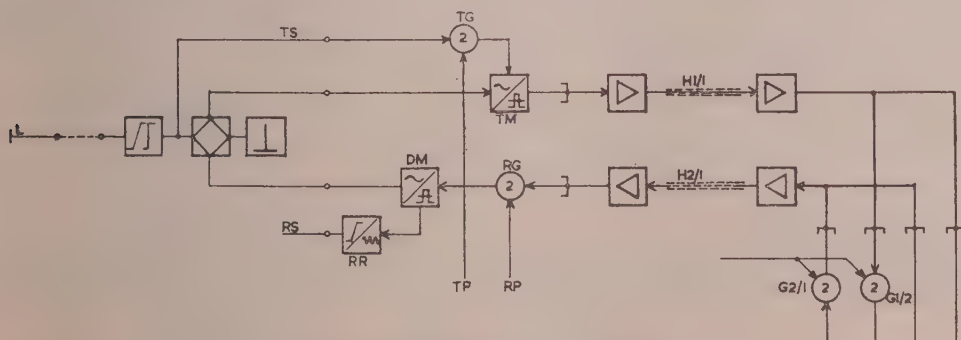 TG
TS
2
H1/1
TM
L
DM
RG
2
H2/1
RS
RR
TP
RP
G2/1
2
2
G1/2